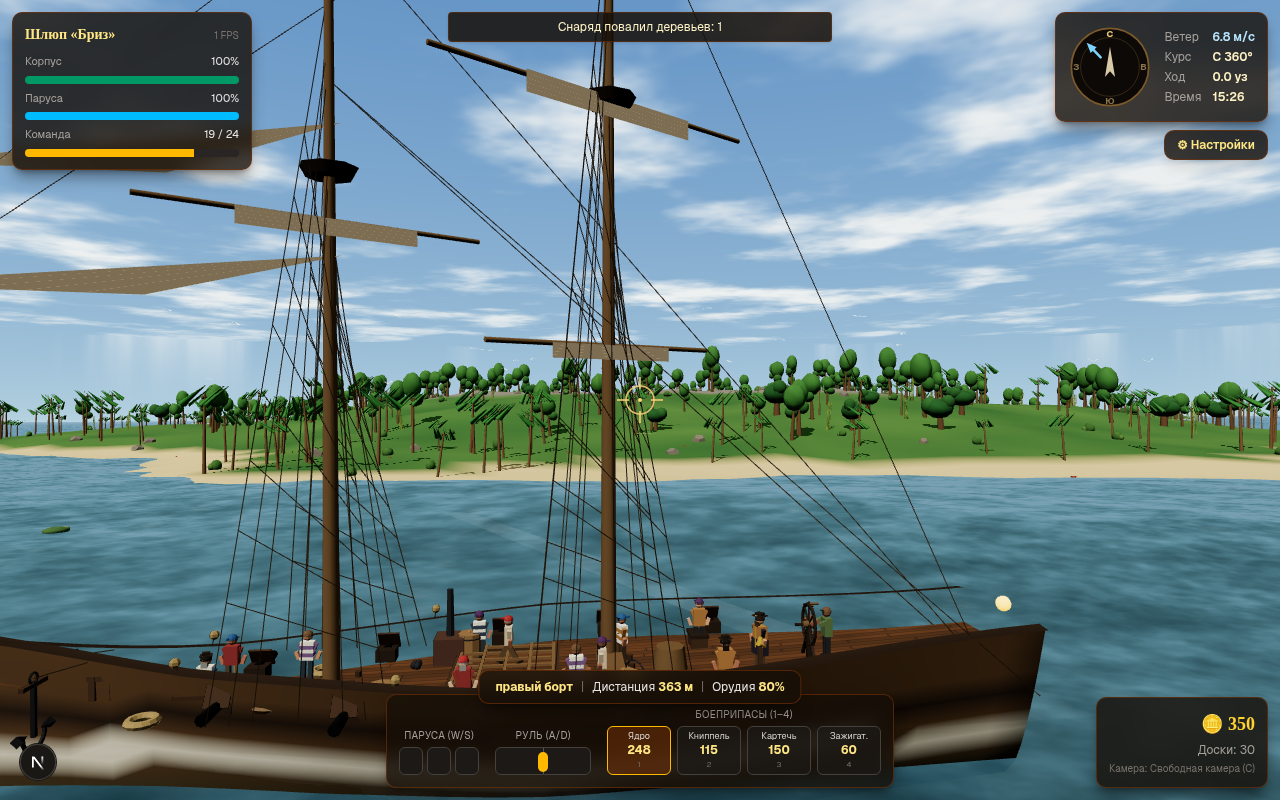 Шлюп «Бриз» 1 FPS
Корпус 100%
Паруса 100%
Команда 19 / 24
Снаряд повалил деревьев: 1
С
З В
Ю
Ветер 6.8 м/с
Курс С 360°
Ход 0.0 уз
Время 15:26
⚙ Настройки
правый борт | Дистанция 363 м | Орудия 80%
ПАРУСА (W/S) РУЛЬ (A/D) БОЕПРИПАСЫ (1–4)
Ядро Книппель Картечь Зажигат.
248 115 150 60
1 2 3 4
N
350
Доски: 30
Камера: Свободная камера (C)